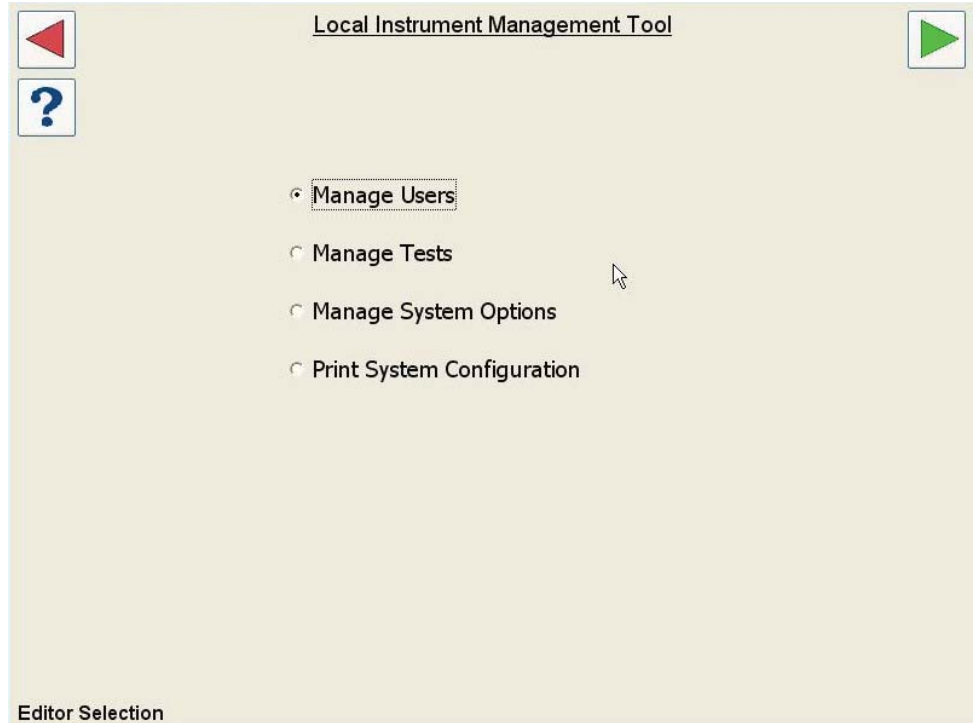 Local Instrument Management Tool
?
Manage Users
Manage Tests
Manage System Options
Print System Configuration
Editor Selection